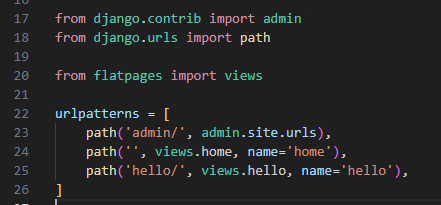 17 from django.contrib import admin
18 from django.urls import path
19
20 from flatpages import views
21
22 urlpatterns = [
23     path('admin/', admin.site.urls),
24     path('', views.home, name='home'),
25     path('hello/', views.hello, name='hello'),
26 ]